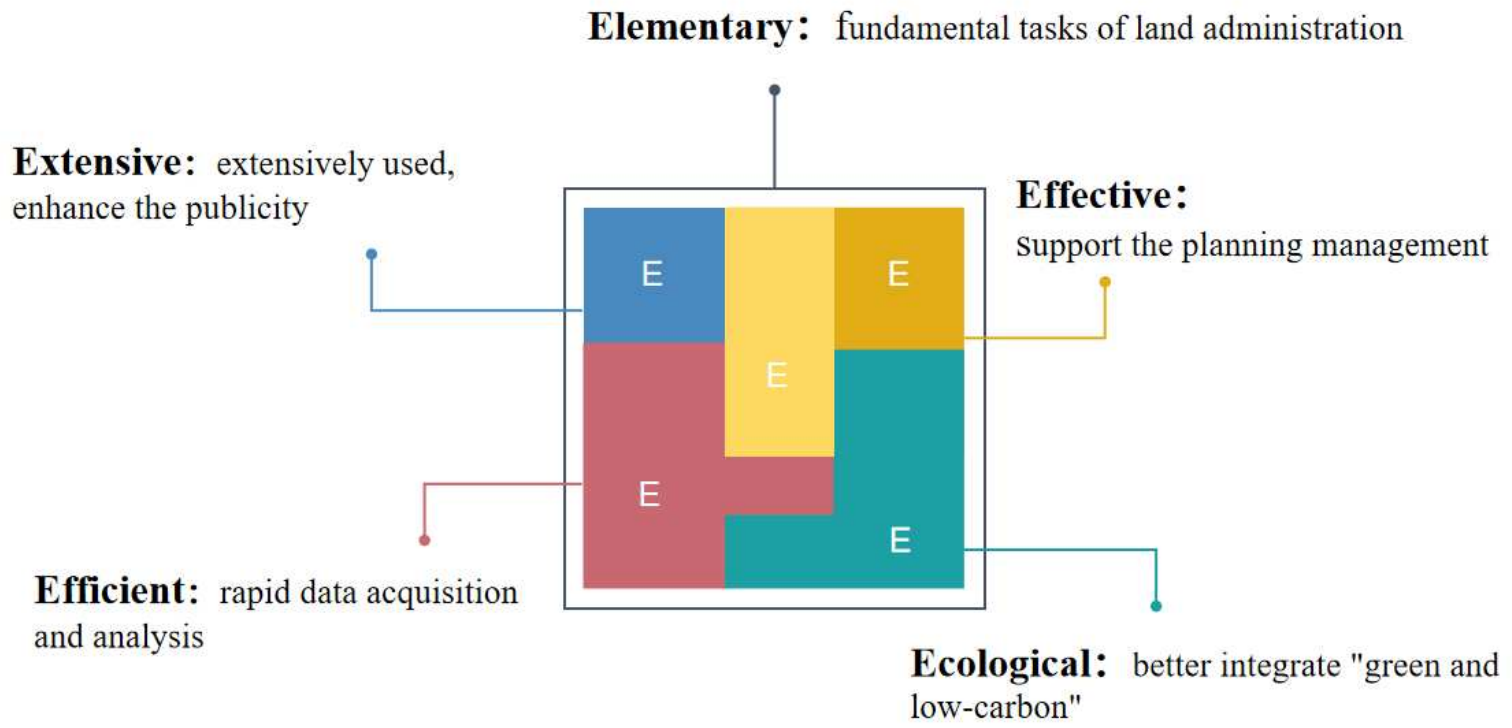 Elementary: fundamental tasks of land administration
Extensive: extensively used,
enhance the publicity
Effective:
Support the planning management
E
E
E
E
E
Efficient: rapid data acquisition
and analysis
Ecological: better integrate "green and
low-carbon"